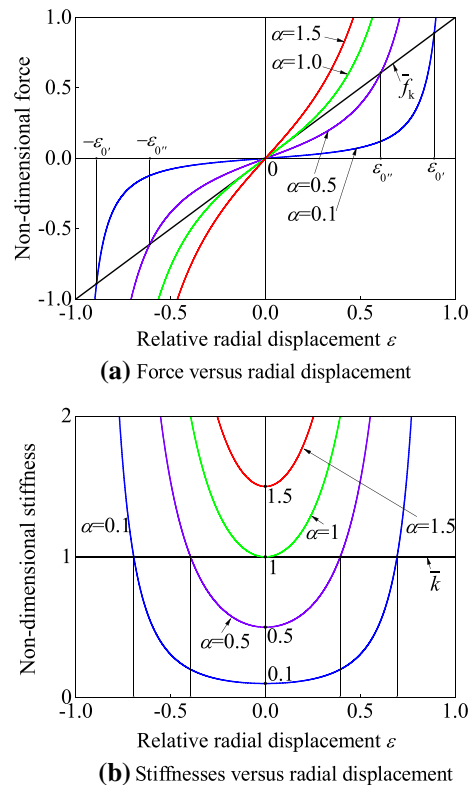 1.0
α=1.5
α=1.0
f̄k
0.5
Non-dimensional force
−ε0′
−ε0″
0.0
0
ε0″
ε0′
α=0.5
-0.5
α=0.1
-1.0
-1.0 -0.5 0.0 0.5 1.0
Relative radial displacement ε
(a) Force versus radial displacement
2
Non-dimensional stiffness
α=0.1
1.5
α=1
α=1.5
1
1
k̄
α=0.5
0.5
0.1
0
-1.0 -0.5 0.0 0.5 1.0
Relative radial displacement ε
(b) Stiffnesses versus radial displacement